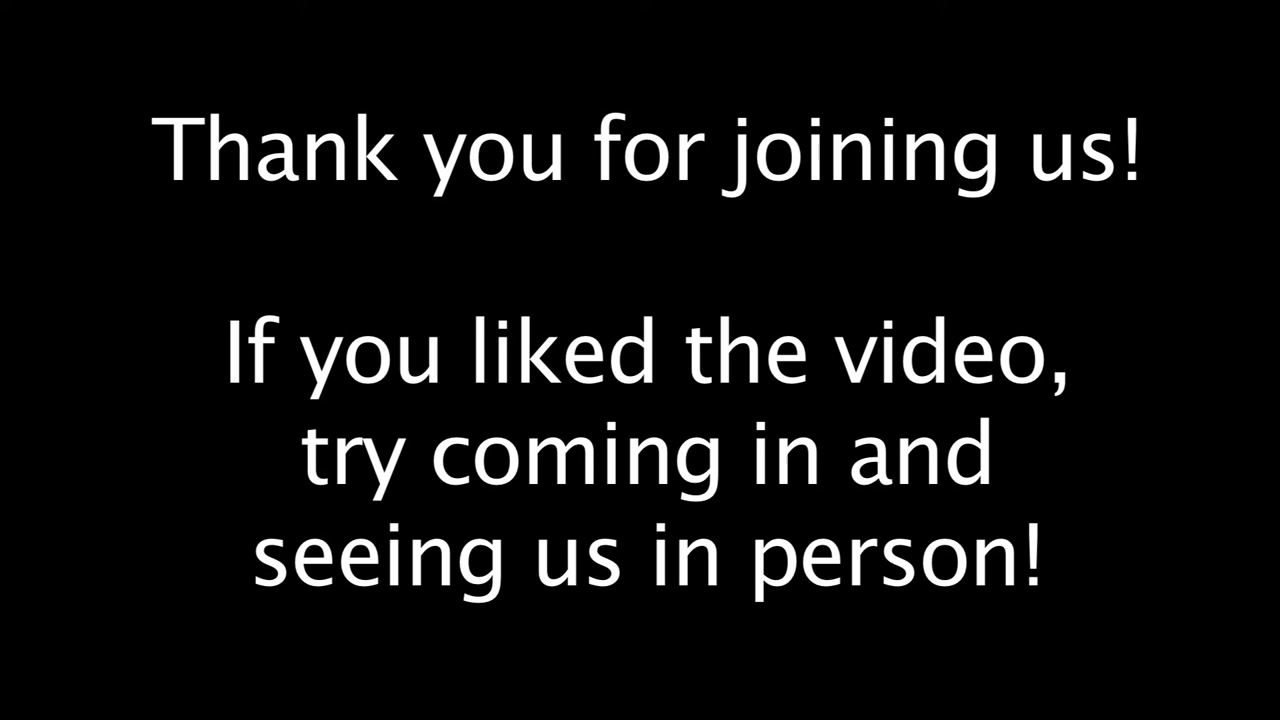 Thank you for joining us!
If you liked the video,
try coming in and
seeing us in person!